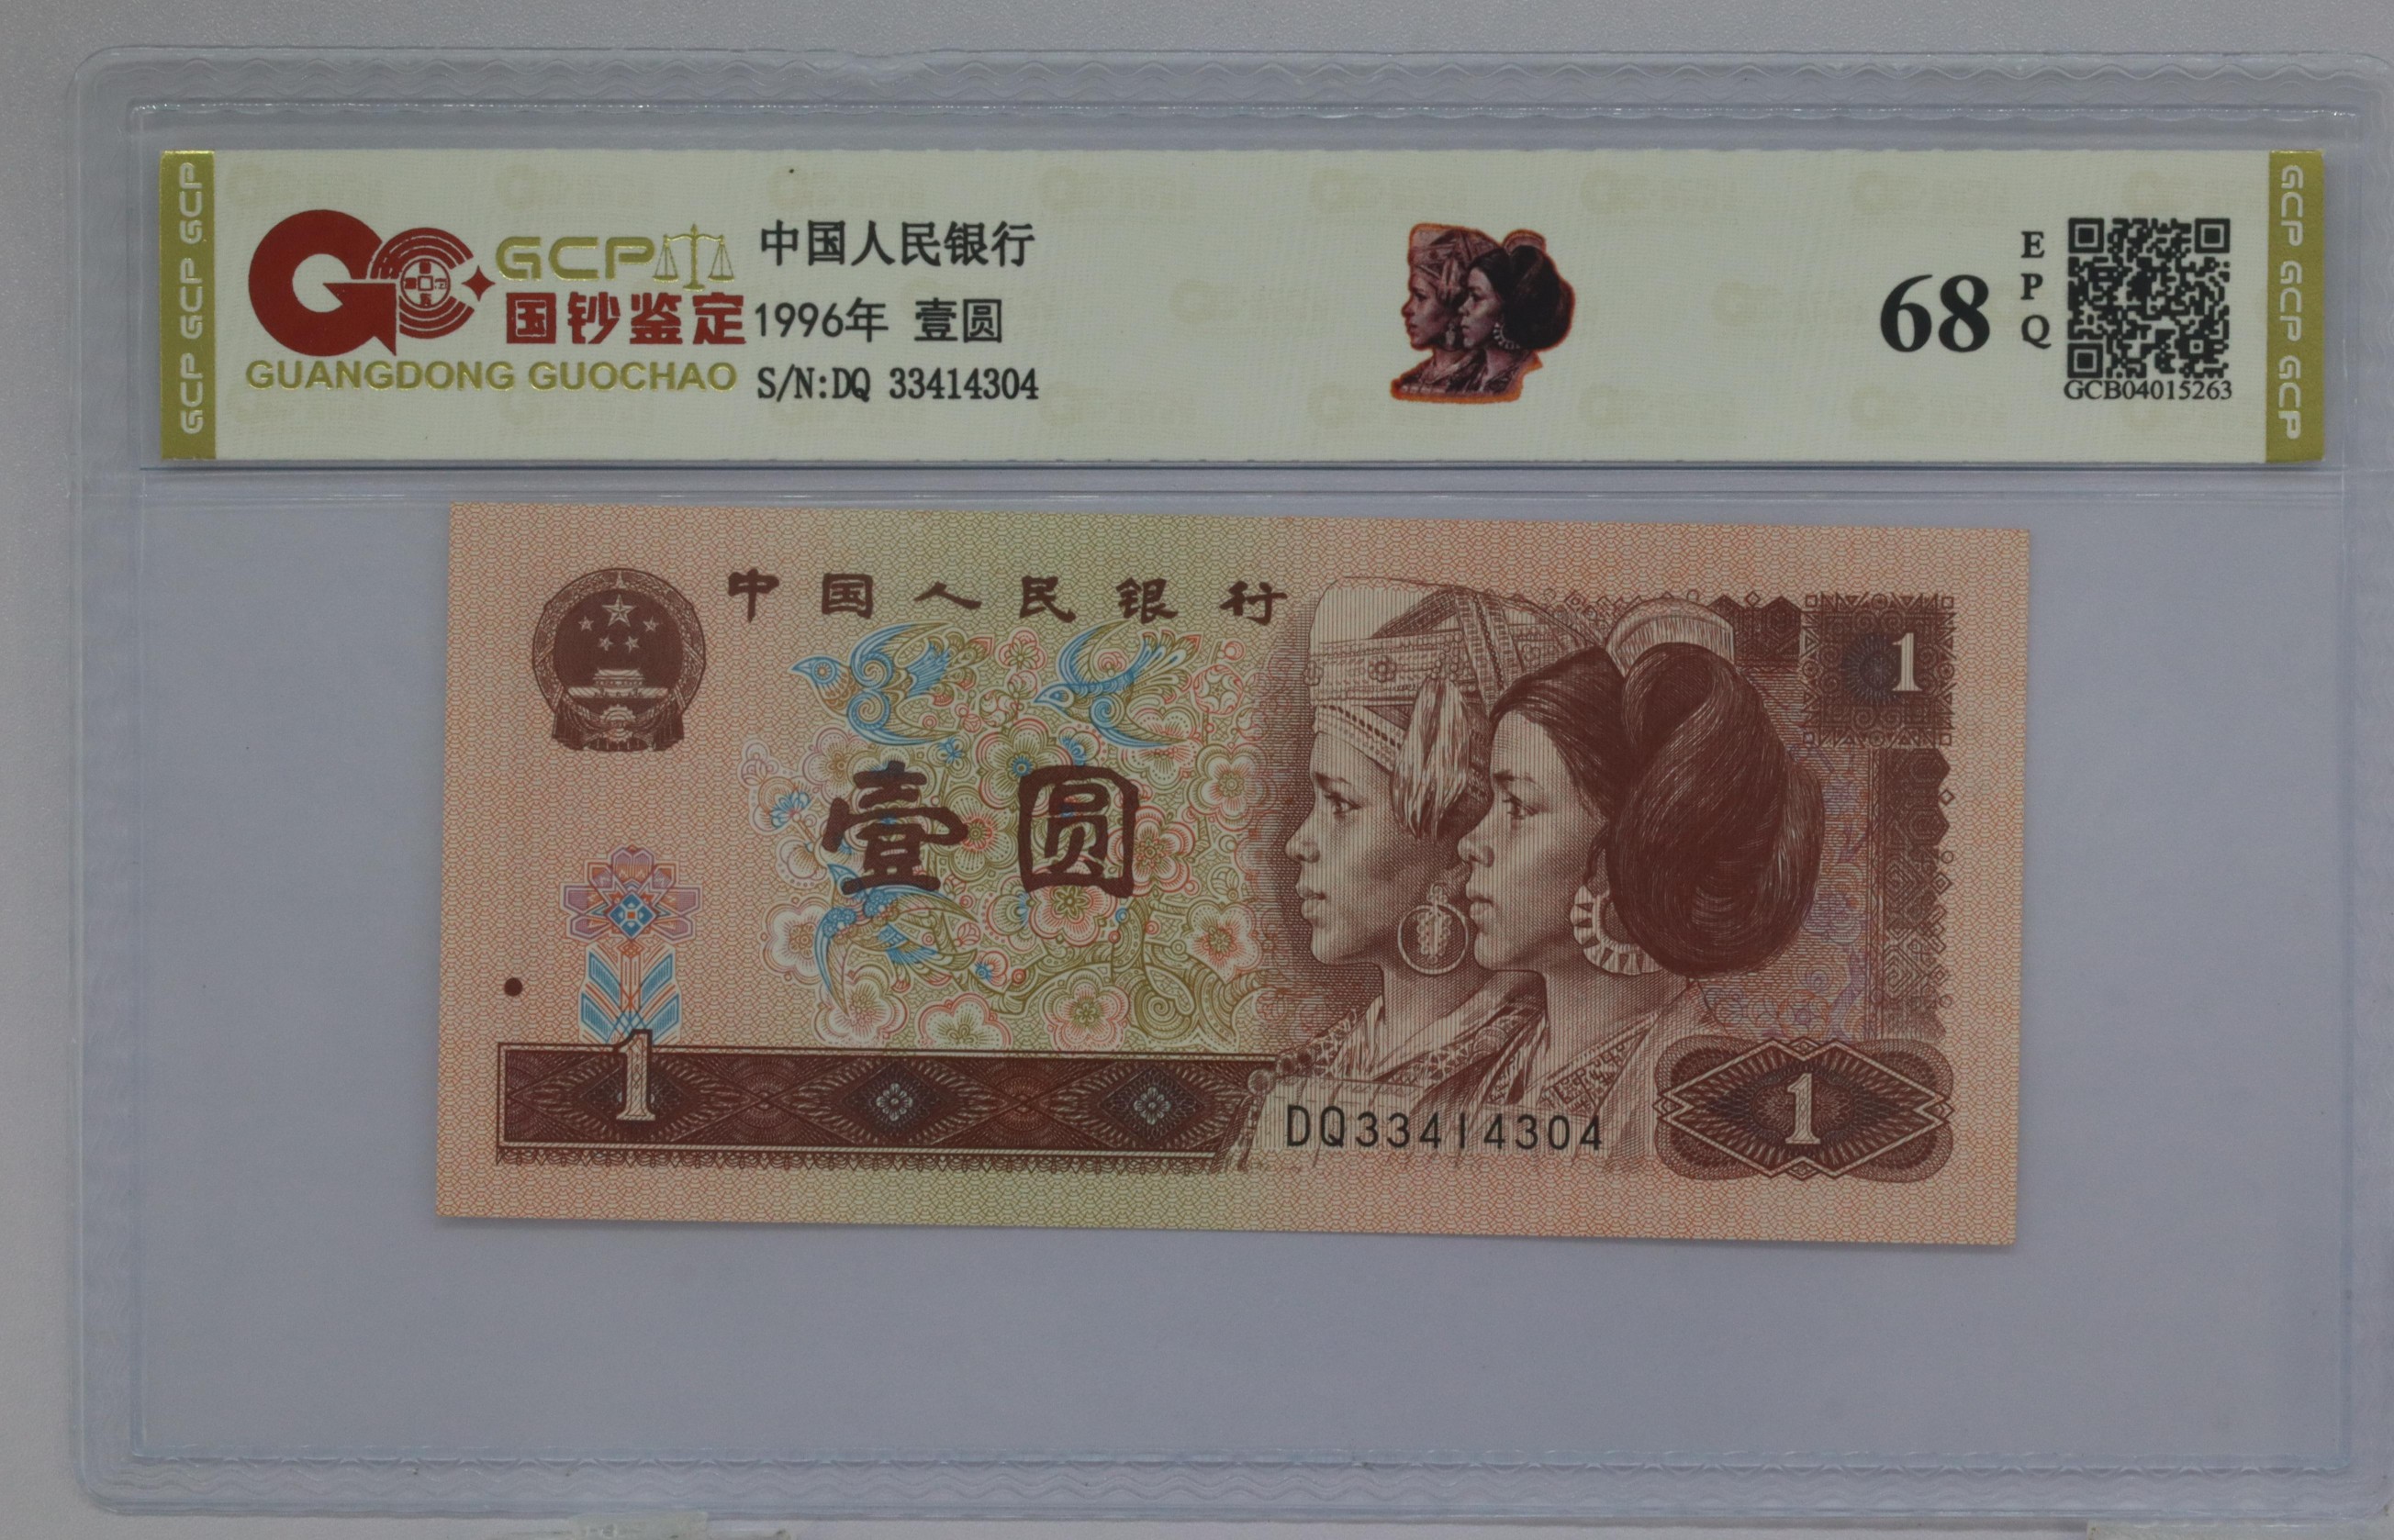 GCP GCP GCP
GCP
国钞鉴定
GUANGDONG GUOCHAO
中国人民银行
1996年 壹圆
S/N:DQ 33414304
68
E
P
Q
GCB04015263
GCP GCP GCP
中国人民银行
1
壹圆
1
DQ33414304
1